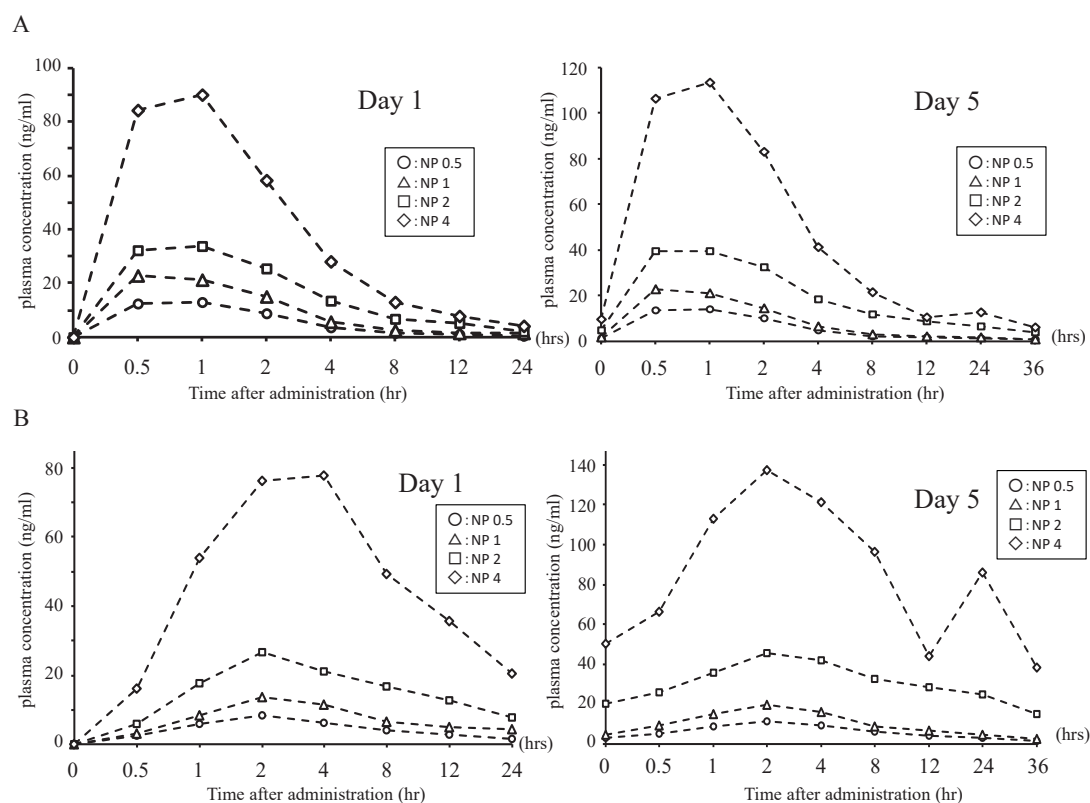 A
100
80
60
40
20
0
plasma concentration (ng/ml)
Day 1
○ : NP 0.5
△ : NP 1
□ : NP 2
◇ : NP 4
0 0.5 1 2 4 8 12 24
(hrs)
Time after administration (hr)
120
100
80
60
40
20
0
plasma concentration (ng/ml)
Day 5
○ : NP 0.5
△ : NP 1
□ : NP 2
◇ : NP 4
0 0.5 1 2 4 8 12 24 36
(hrs)
Time after administration (hr)
B
80
60
40
20
0
plasma concentration (ng/ml)
Day 1
○ : NP 0.5
△ : NP 1
□ : NP 2
◇ : NP 4
0 0.5 1 2 4 8 12 24
(hrs)
Time after administration (hr)
140
120
100
80
60
40
20
0
plasma concentration (ng/ml)
Day 5
○ : NP 0.5
△ : NP 1
□ : NP 2
◇ : NP 4
0 0.5 1 2 4 8 12 24 36
(hrs)
Time after administration (hr)